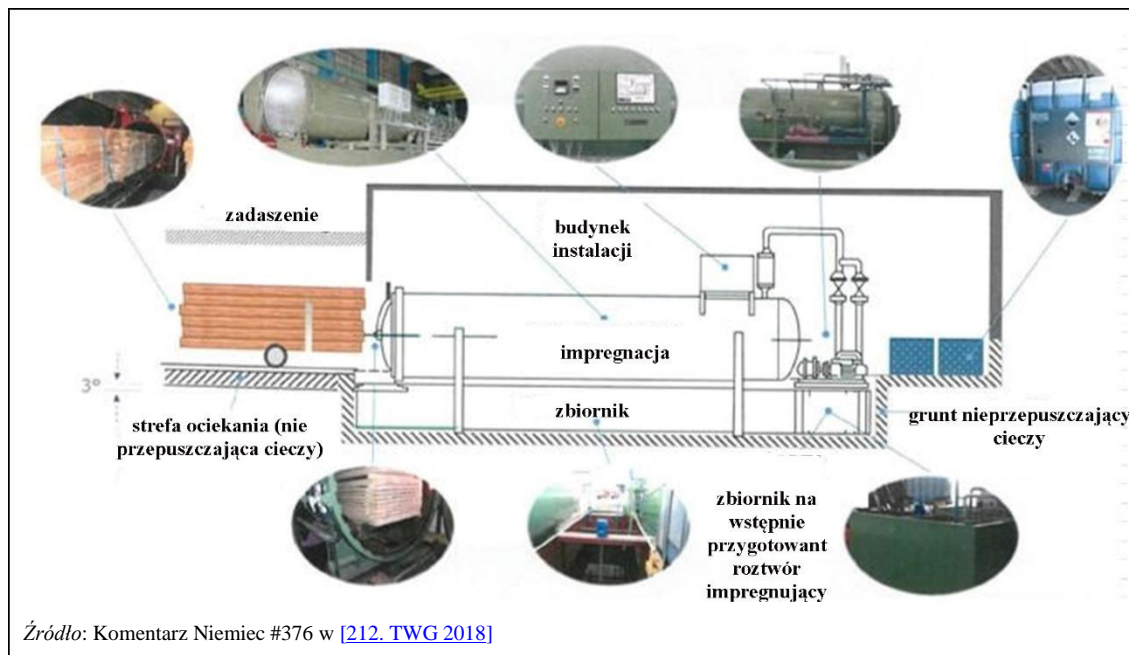 zadaszenie
budynek
instalacji
impregnacja
3°
zbiornik
strefa ociekania (nie
przepuszczająca cieczy)
grunt nieprzepuszczający
cieczy
zbiornik na
wstępnie
przygotowant
roztwór
impregnujący
Źródło: Komentarz Niemiec #376 w [212. TWG 2018]